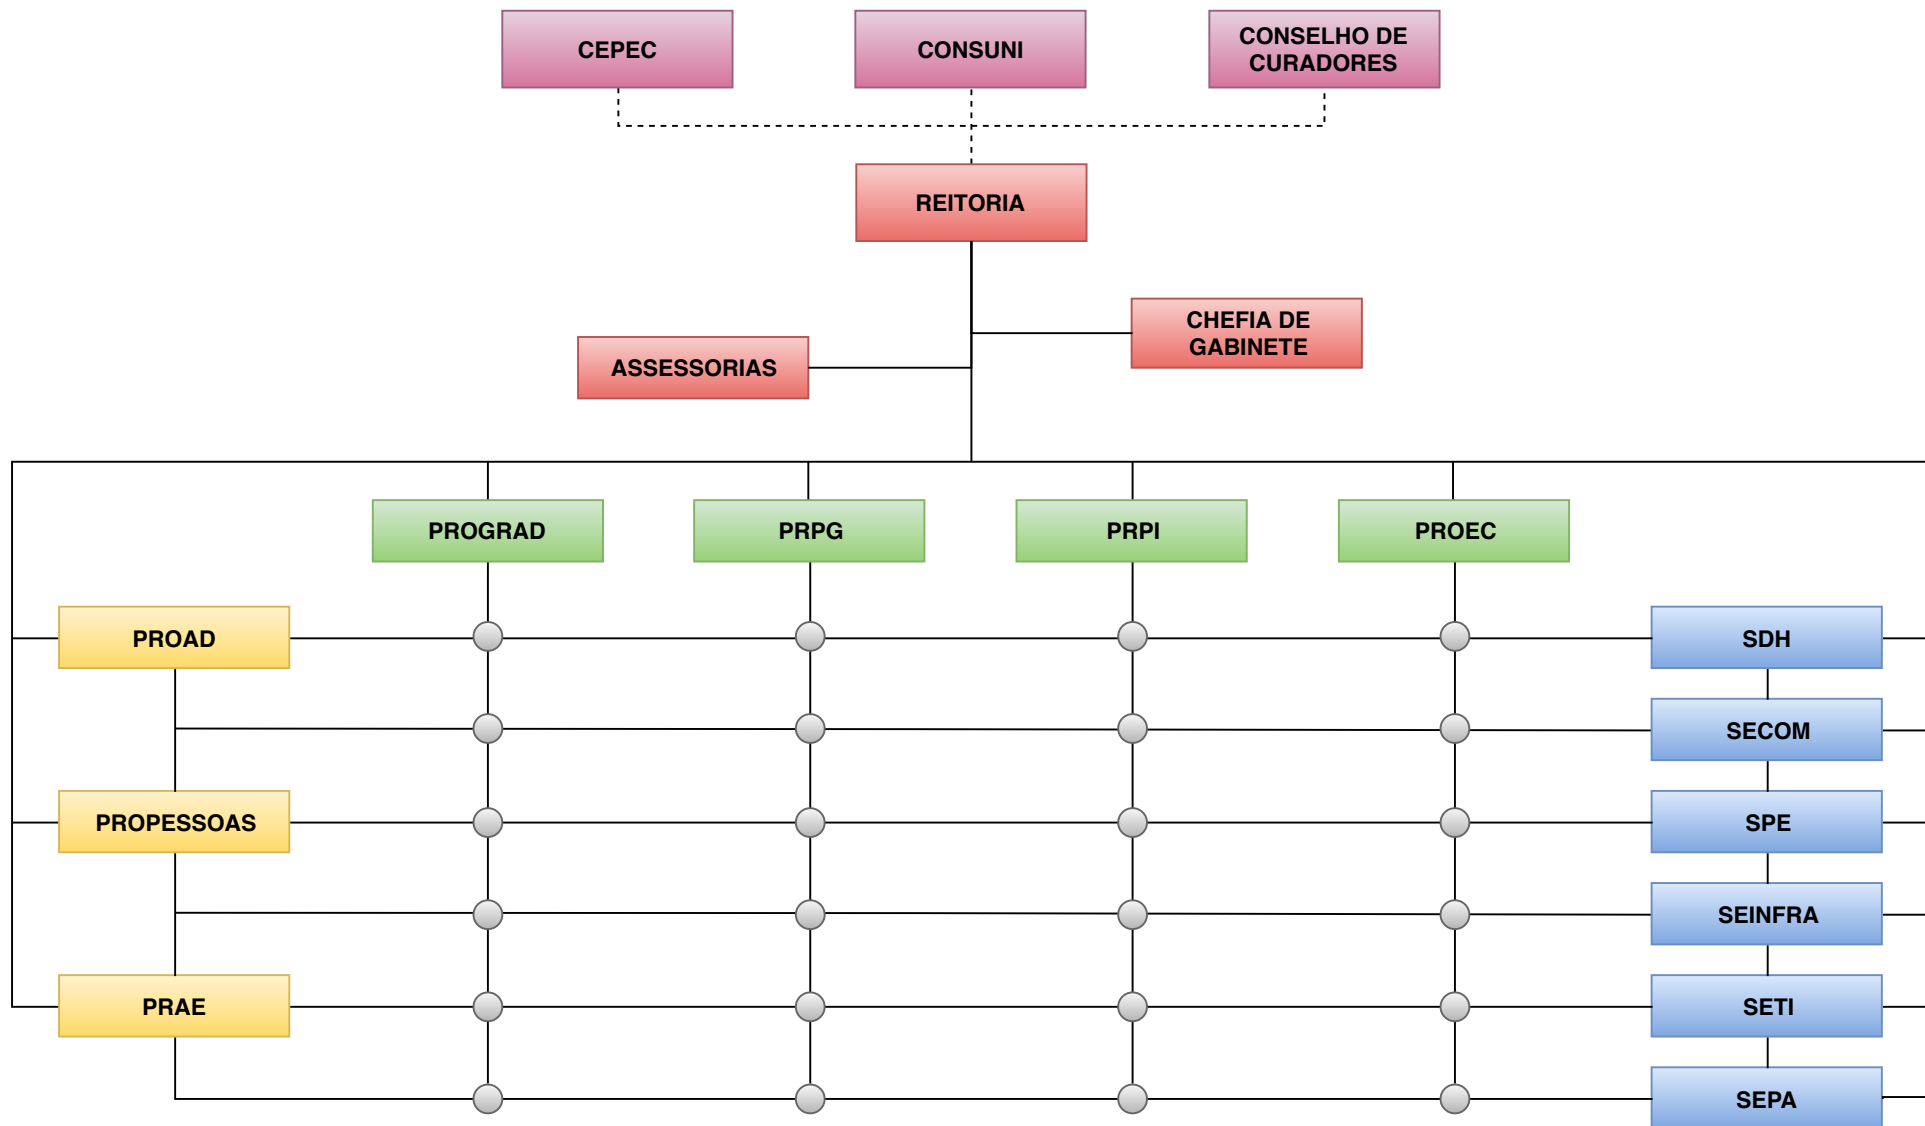 CEPEC
CONSUNI
CONSELHO DE
CURADORES
REITORIA
CHEFIA DE
GABINETE
ASSESSORIAS
PROGRAD
PRPG
PRPI
PROEC
PROAD
SDH
SECOM
PROPESSOAS
SPE
SEINFRA
PRAE
SETI
SEPA